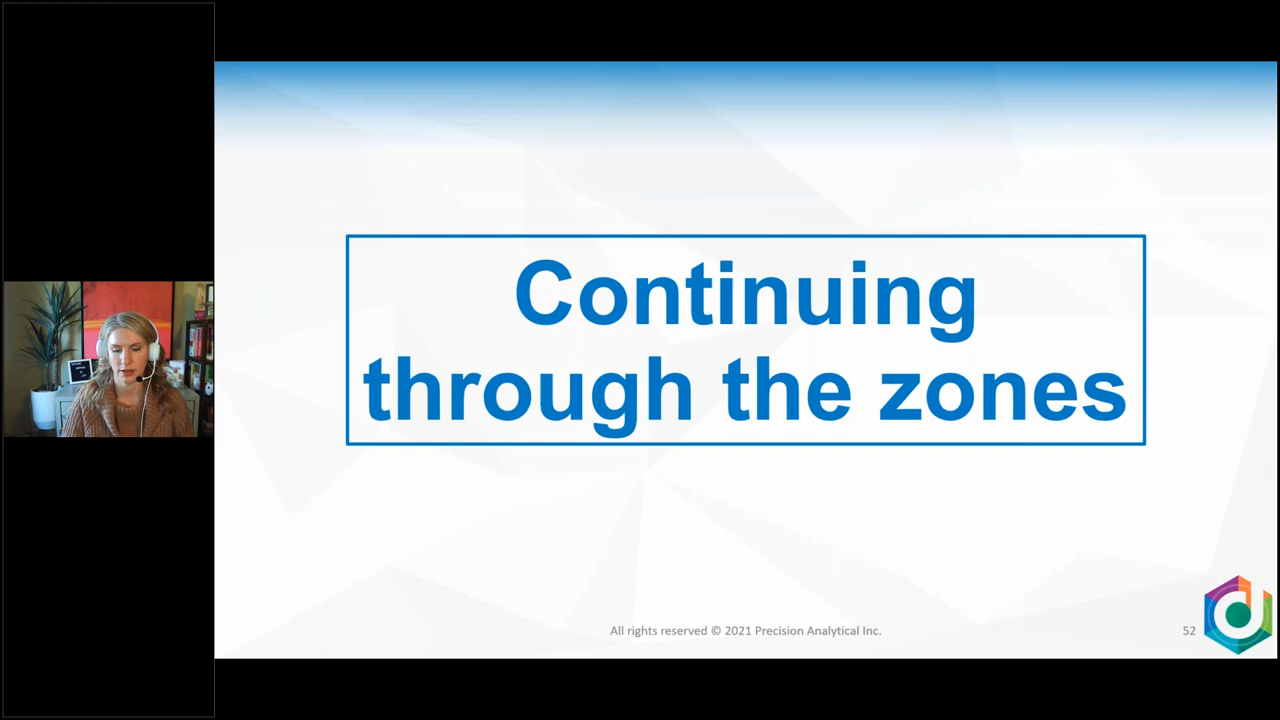 Continuing
through the zones
All rights reserved © 2021 Precision Analytical Inc.
52